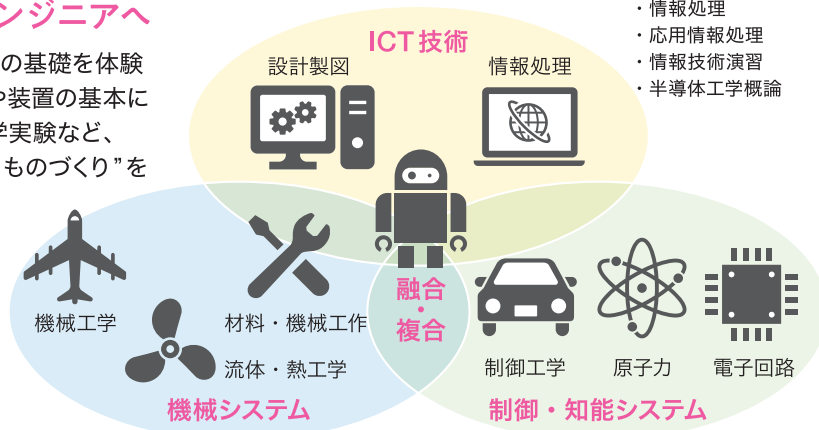 ンジニアへ
の基礎を体験
や装置の基本に
学実験など、
ものづくり”を
・情報処理
・応用情報処理
・情報技術演習
・半導体工学概論
ICT技術
設計製図
情報処理
機械工学
材料・機械工作
流体・熱工学
機械システム
融合
・
複合
制御工学
原子力
電子回路
制御・知能システム